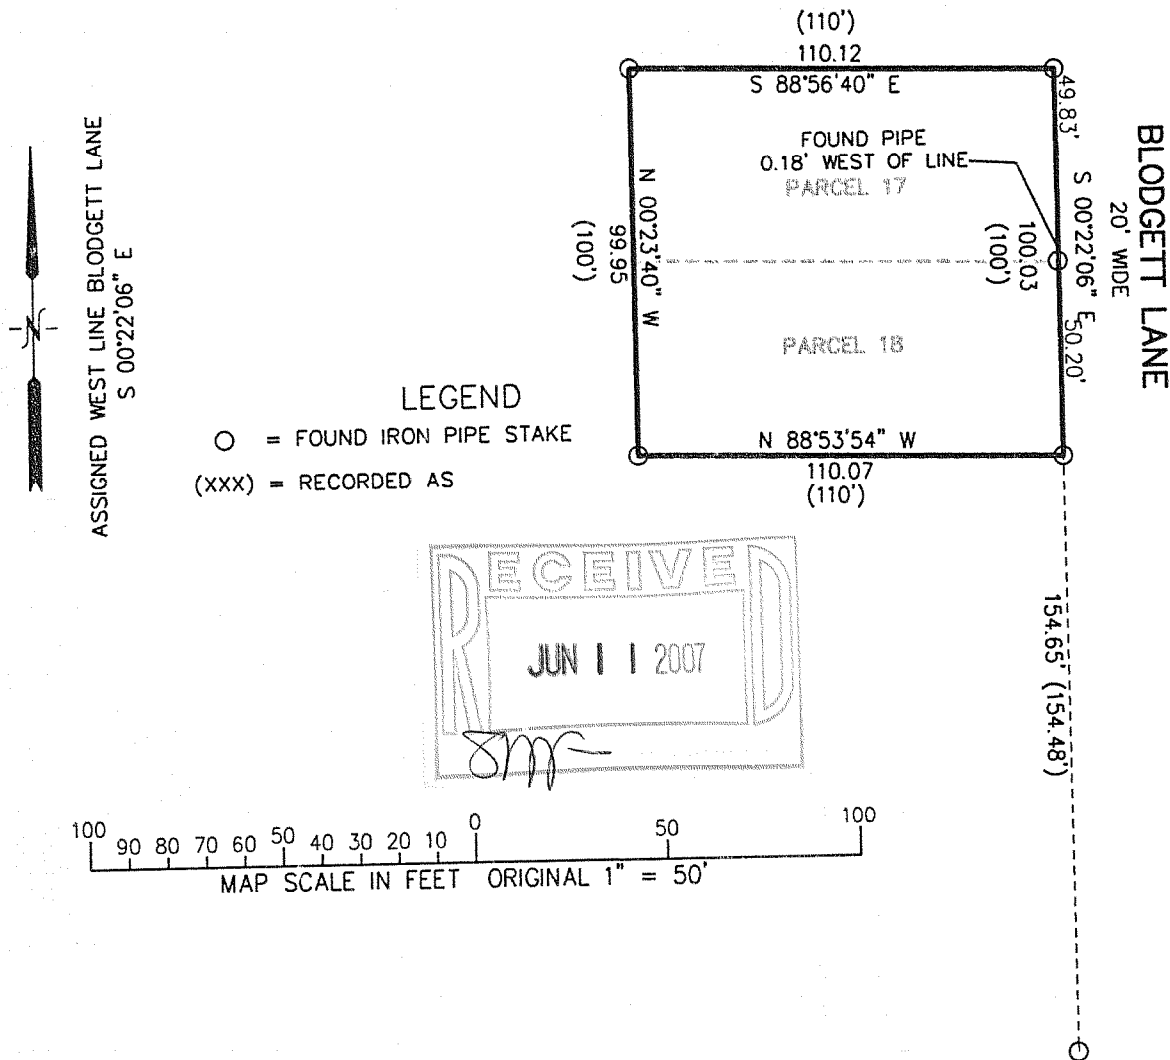 (110')
110.12
S 88°56'40" E
49.83'
FOUND PIPE
0.18' WEST OF LINE
PARCEL 17
BLODGETT LANE
20' WIDE
S 00°22'06" E
100.03
(100')
N 00°23'40" W
99.95
(100')
50.20'
PARCEL 18
N 88°53'54" W
110.07
(110')
ASSIGNED WEST LINE BLODGETT LANE
S 00°22'06" E
N
LEGEND
O = FOUND IRON PIPE STAKE
(XXX) = RECORDED AS
154.65' (154.48')
RECEIVED
JUN 11 2007
100 90 80 70 60 50 40 30 20 10 0 50 100
MAP SCALE IN FEET ORIGINAL 1" = 50'